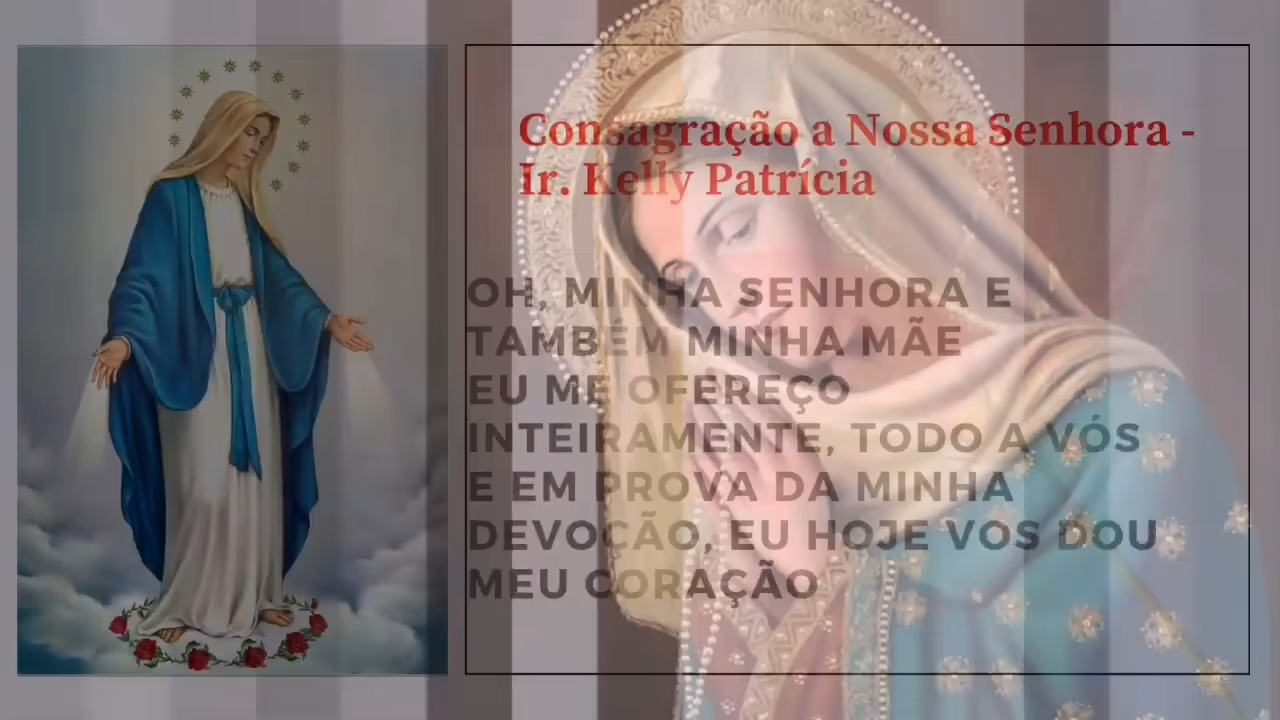 Consagração a Nossa Senhora -
Ir. Kelly Patrícia
OH, MINHA SENHORA E
TAMBÉM MINHA MÃE
EU ME OFEREÇO
INTEIRAMENTE, TODO A VÓS
E EM PROVA DA MINHA
DEVOÇÃO, EU HOJE VOS DOU
MEU CORAÇÃO